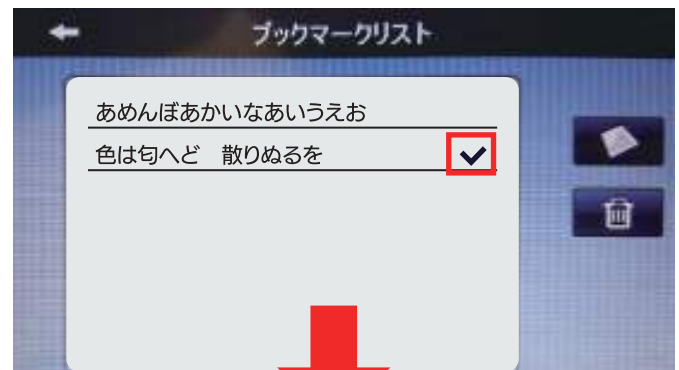 ブックマークリスト
あめんぼあかいなあいうえお
色は匂へど　散りぬるを